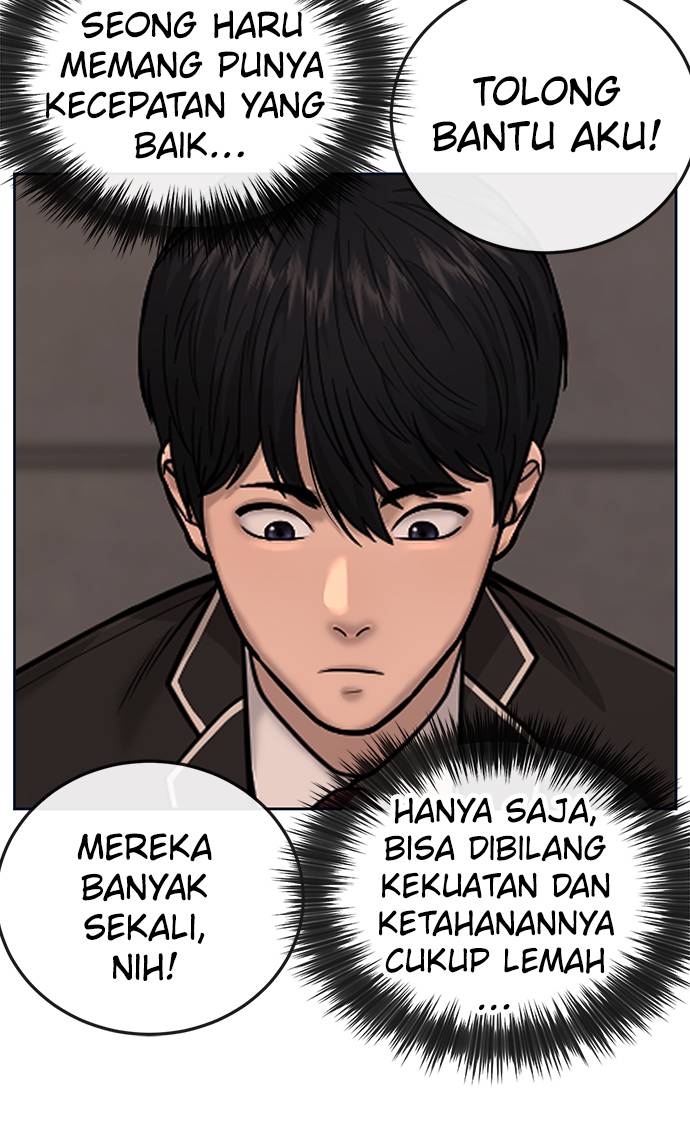 SEONG HARU
MEMANG PUNYA
KECEPATAN YANG
BAIK...
TOLONG
BANTU AKU!
MEREKA
BANYAK
SEKALI,
NIH!
HANYA SAJA,
BISA DIBILANG
KEKUATAN DAN
KETAHANANNYA
CUKUP LEMAH
...